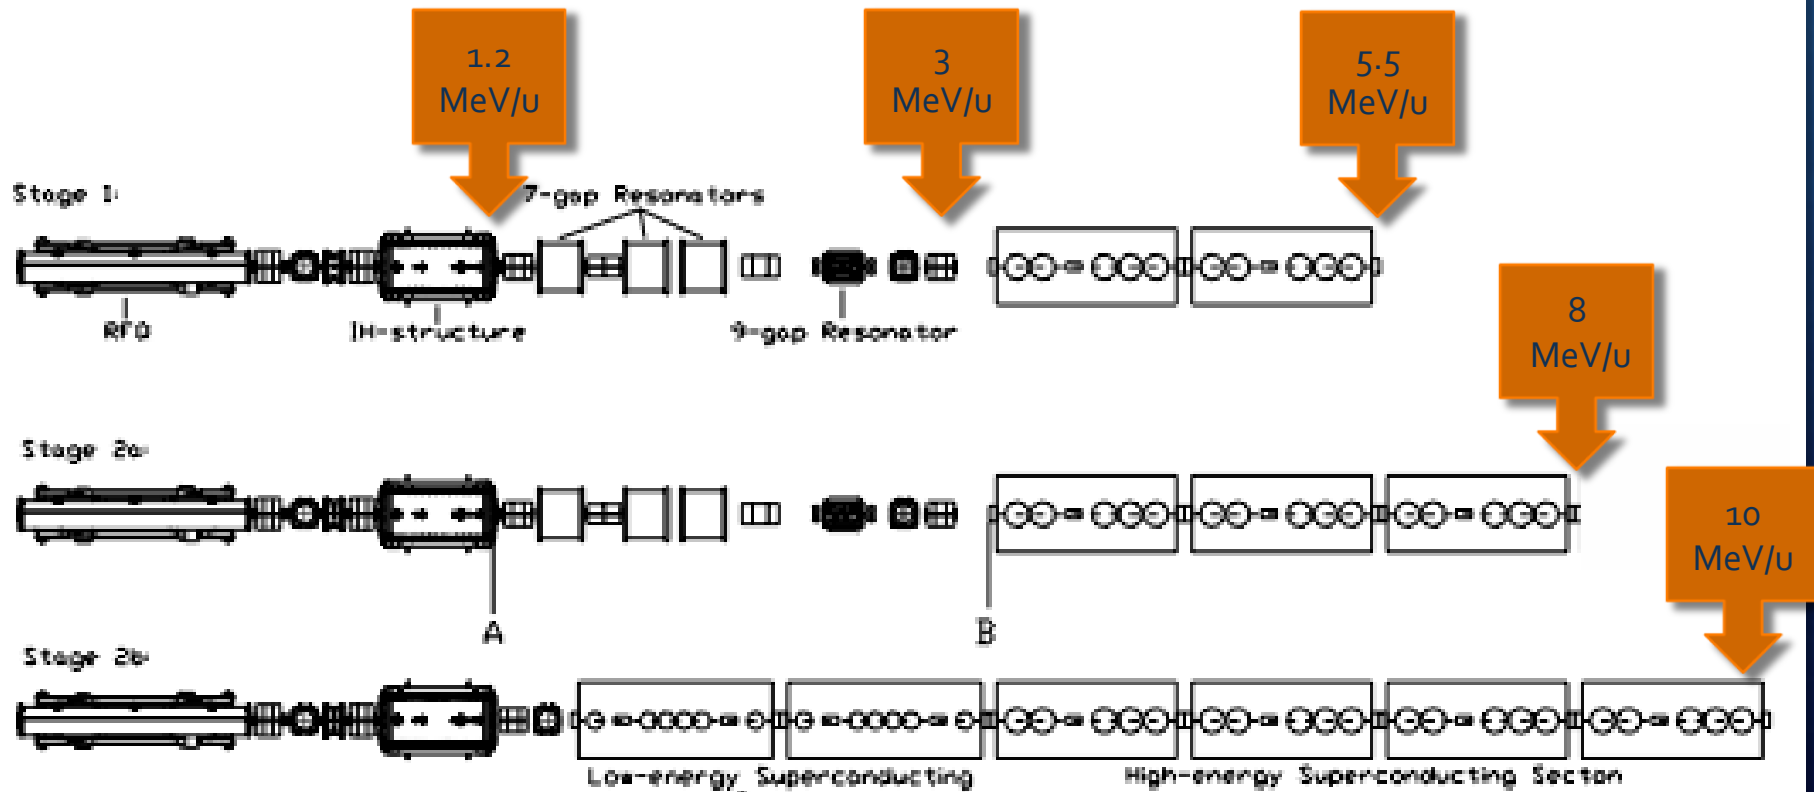 1.2
MeV/u
3
MeV/u
5.5
MeV/u
Stage 1:
7-gap Resonators
RFQ
IH-structure
9-gap Resonator
8
MeV/u
Stage 2a:
10
MeV/u
A
B
Stage 2b:
Low-energy Superconducting
High-energy Superconducting Secton